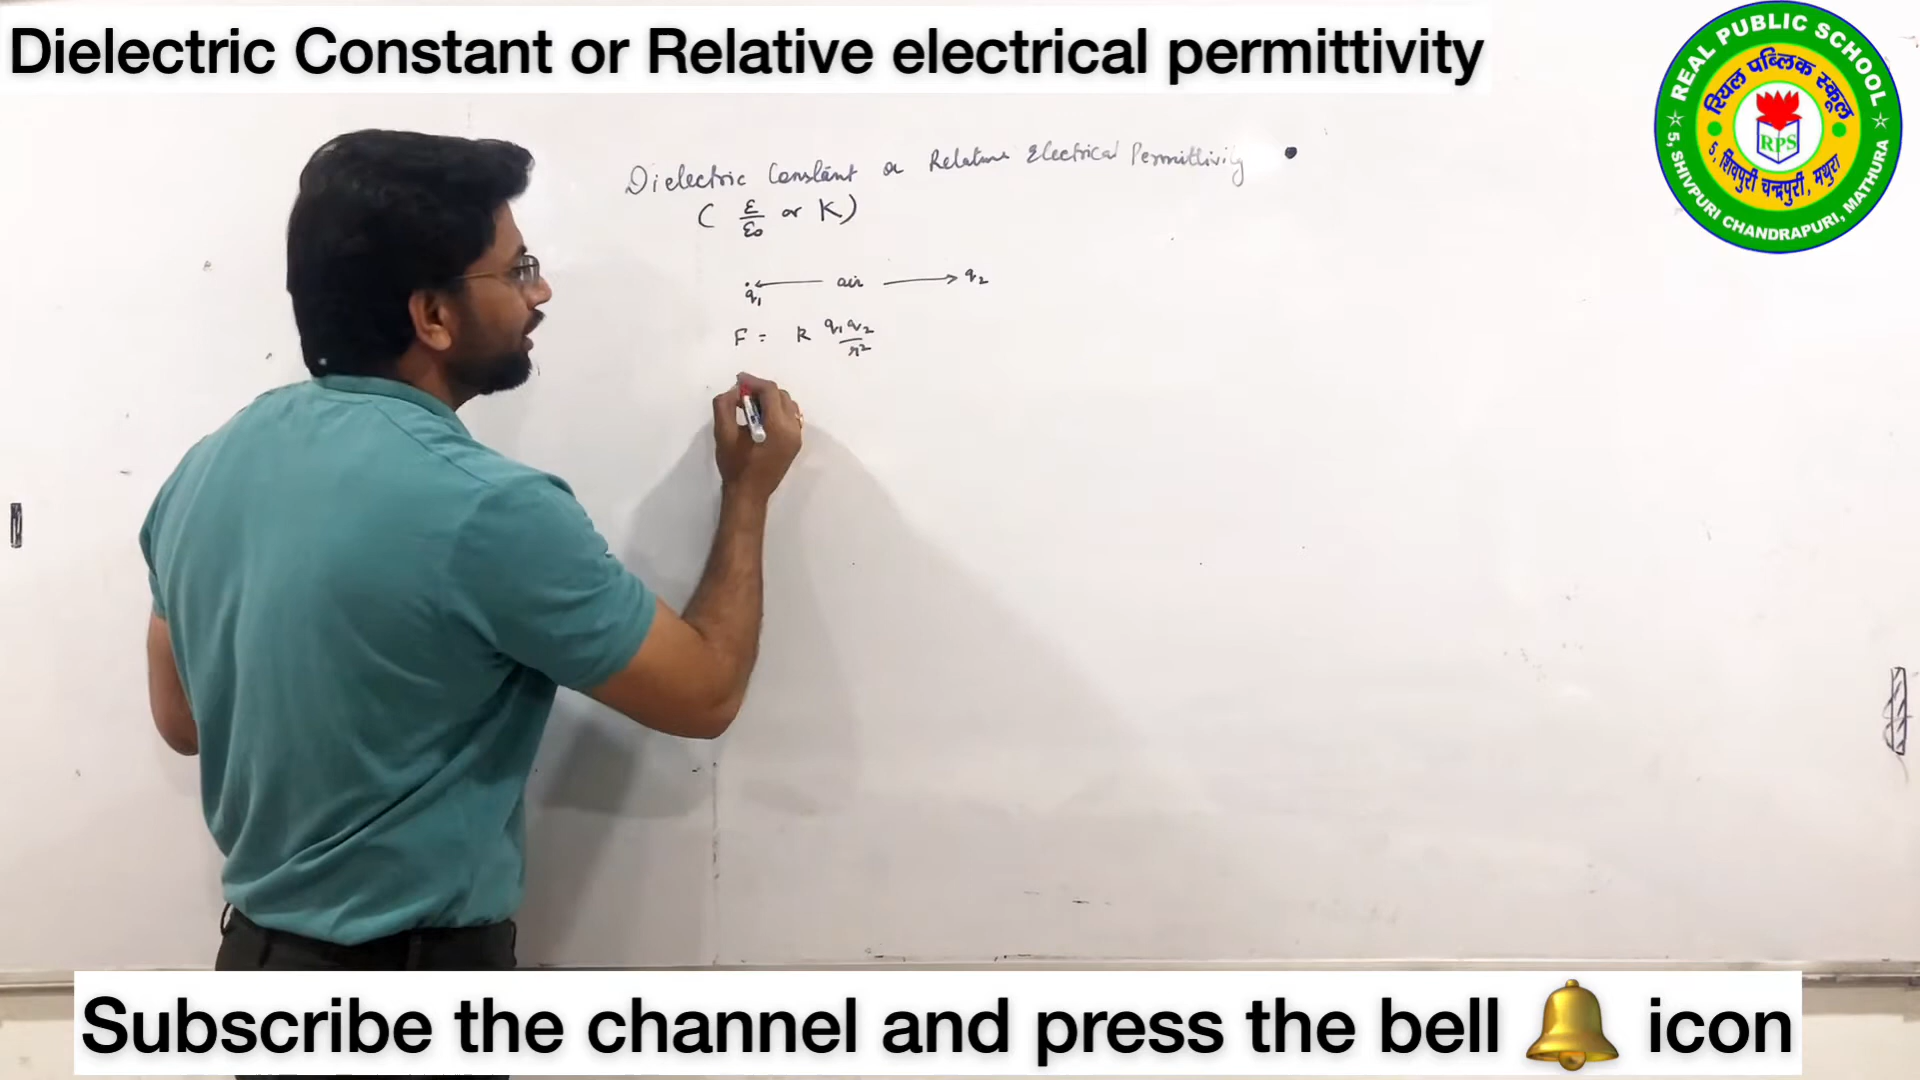 Dielectric Constant or Relative electrical permittivity
REAL PUBLIC SCHOOL
रियल पब्लिक स्कूल
RPS
5, शिवपुरी चन्द्रपुरी, मथुरा
5, SHIVPURI CHANDRAPURI, MATHURA
Dielectric Constant or Relative Electrical Permittivity
( ε/ε₀ or K)
q₁ ← air → q₂
F = K q₁q₂/r²
Subscribe the channel and press the bell 🔔 icon